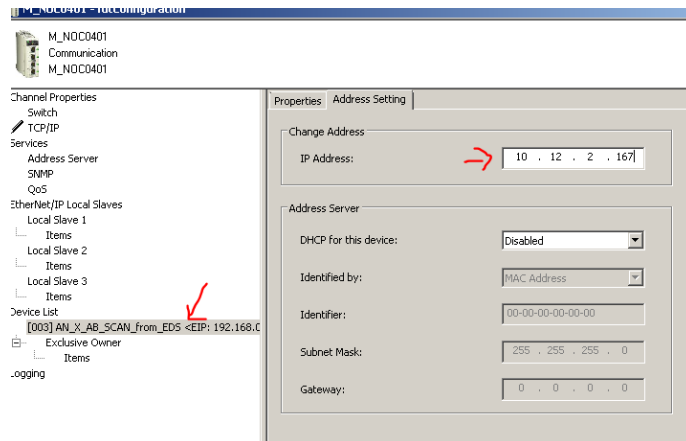 M_NOC0401 - fdtConfiguration
M_NOC0401
Communication
M_NOC0401
Channel Properties
Switch
TCP/IP
Services
Address Server
SNMP
QoS
EtherNet/IP Local Slaves
Local Slave 1
Items
Local Slave 2
Items
Local Slave 3
Items
Device List
[003] AN_X_AB_SCAN_from_EDS <EIP: 192.168.0
Exclusive Owner
Items
Logging
Properties Address Setting
Change Address
IP Address: 10 . 12 . 2 . 167
Address Server
DHCP for this device: Disabled
Identified by: MAC Address
Identifier: 00-00-00-00-00-00
Subnet Mask: 255 . 255 . 255 . 0
Gateway: 0 . 0 . 0 . 0